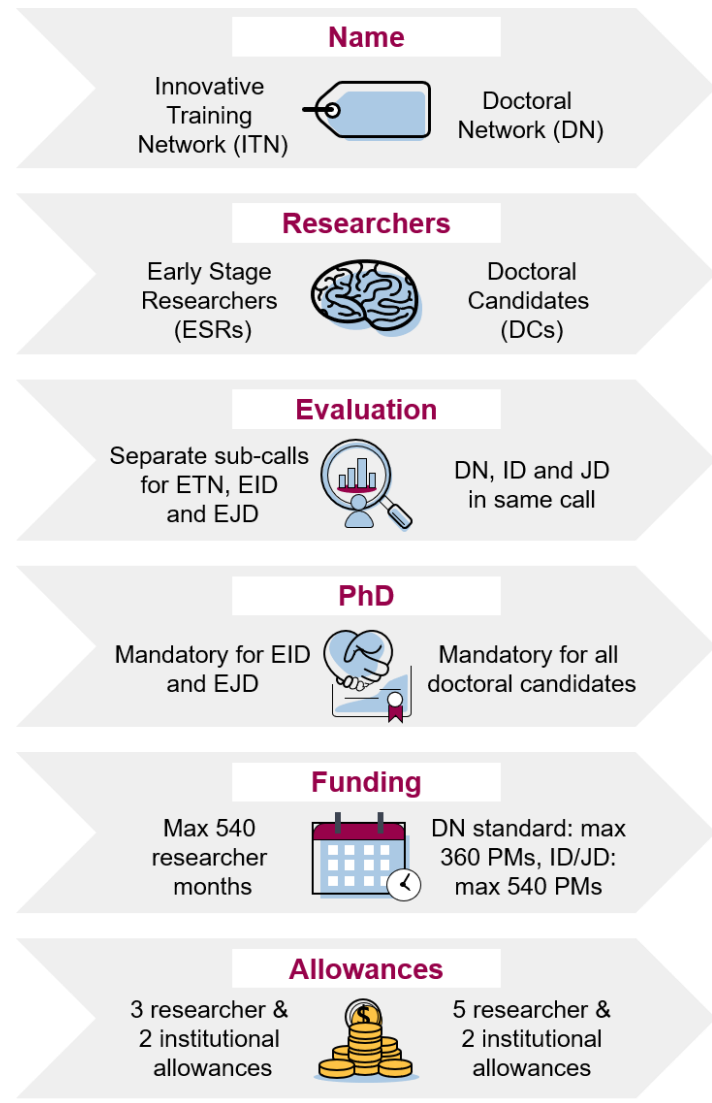 Name
Innovative
Training
Network (ITN)
Doctoral
Network (DN)
Researchers
Early Stage
Researchers
(ESRs)
Doctoral
Candidates
(DCs)
Evaluation
Separate sub-calls
for ETN, EID
and EJD
DN, ID and JD
in same call
PhD
Mandatory for EID
and EJD
Mandatory for all
doctoral candidates
Funding
Max 540
researcher
months
DN standard: max
360 PMs, ID/JD:
max 540 PMs
Allowances
3 researcher &
2 institutional
allowances
$
5 researcher &
2 institutional
allowances